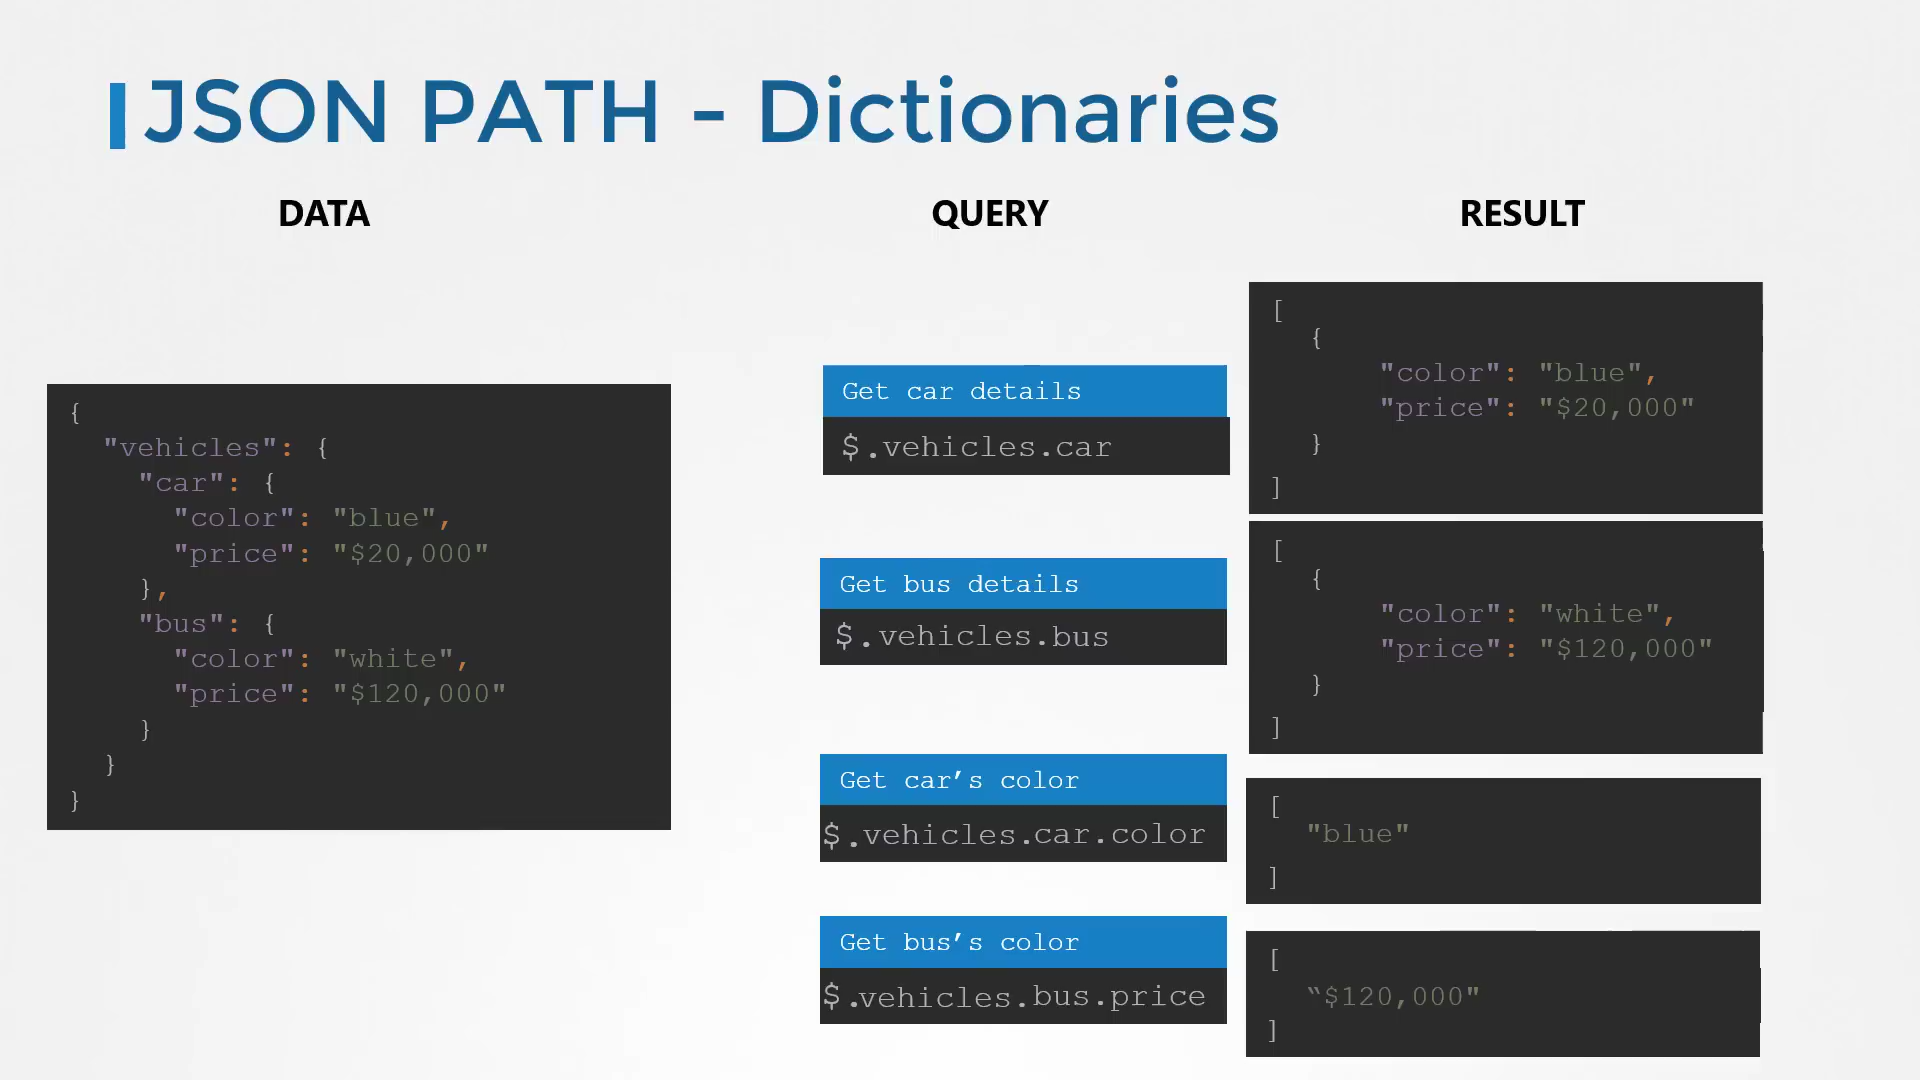 JSON PATH - Dictionaries
DATA
{
"vehicles": {
"car": {
"color": "blue",
"price": "$20,000"
},
"bus": {
"color": "white",
"price": "$120,000"
}
}
}
QUERY
Get car details
$.vehicles.car
Get bus details
$.vehicles.bus
Get car’s color
$.vehicles.car.color
Get bus’s color
$.vehicles.bus.price
RESULT
[
{
"color": "blue",
"price": "$20,000"
}
]
[
{
"color": "white",
"price": "$120,000"
}
]
[
"blue"
]
[
“$120,000"
]